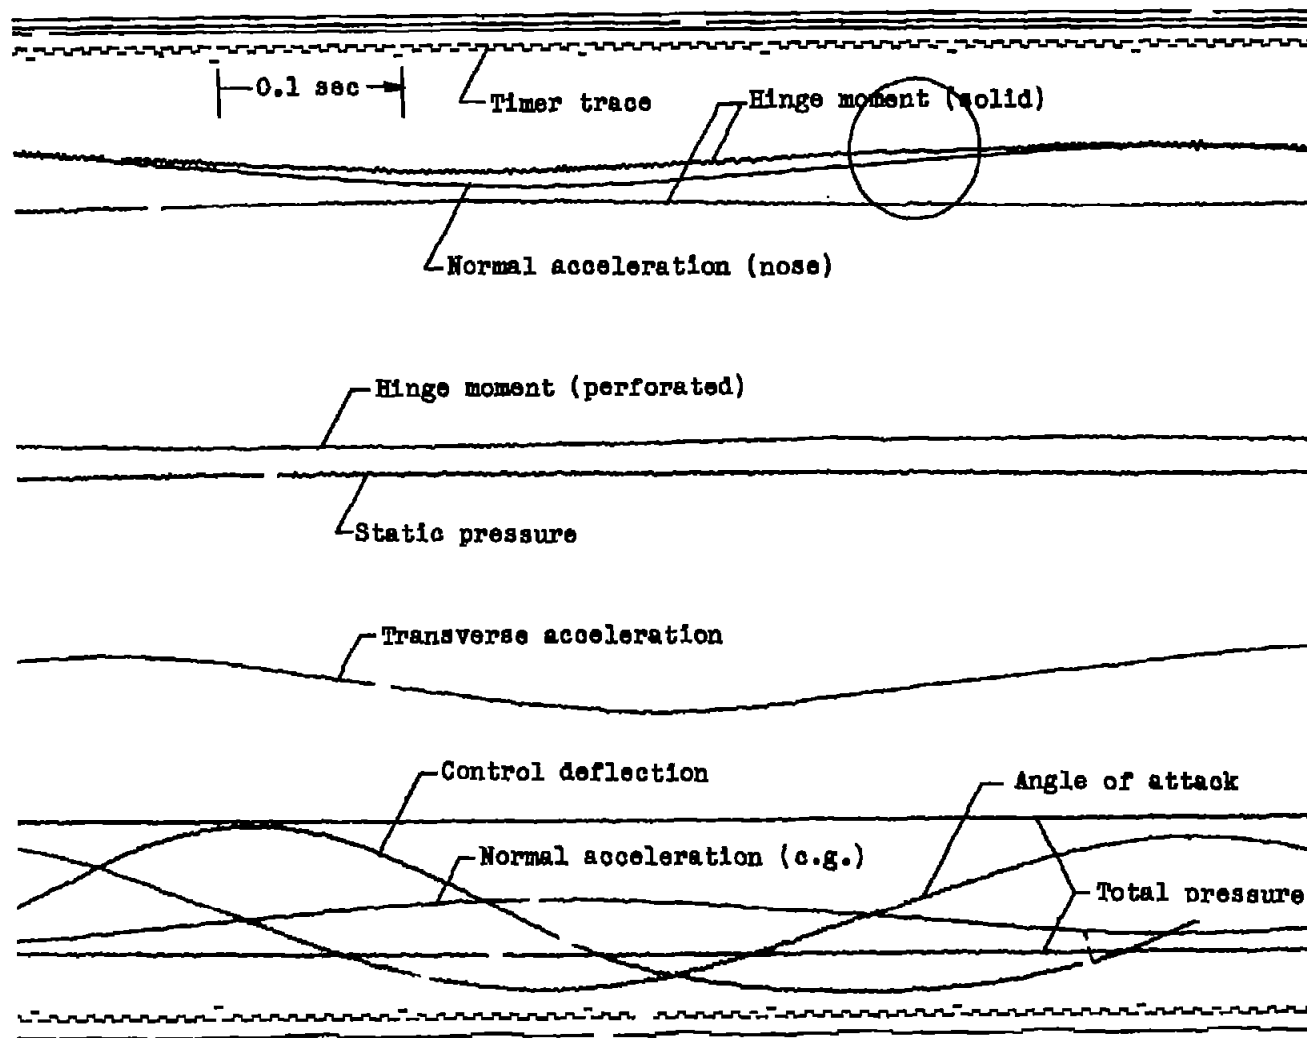 0.1 sec
Timer trace
Hinge moment (solid)
Normal acceleration (nose)
Hinge moment (perforated)
Static pressure
Transverse acceleration
Control deflection
Angle of attack
Normal acceleration (c.g.)
Total pressure